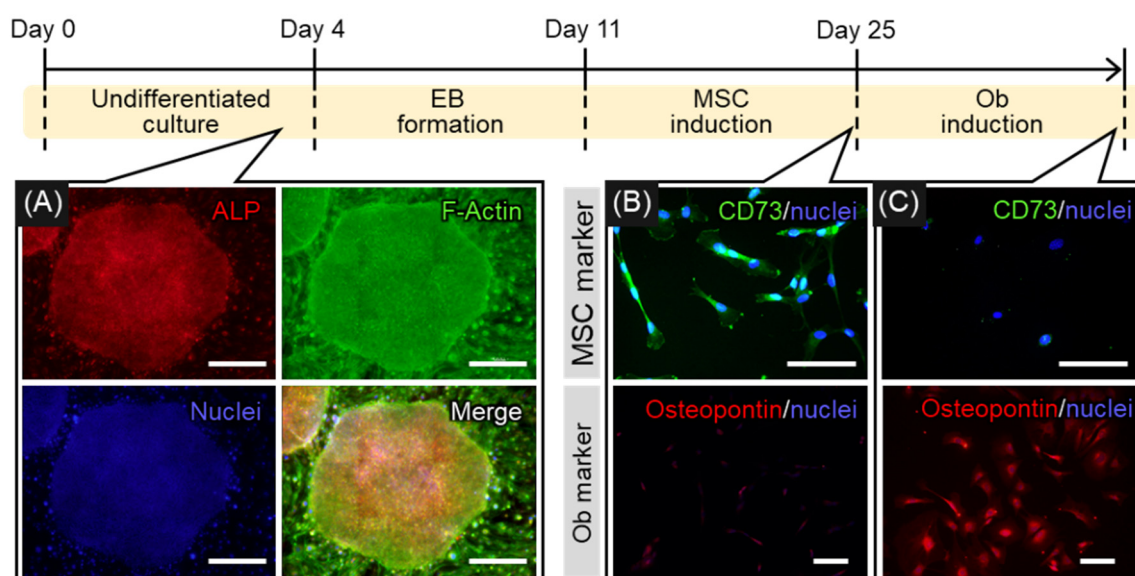 Day 0
Day 4
Day 11
Day 25
Undifferentiated
culture
EB
formation
MSC
induction
Ob
induction
(A)
ALP
F-Actin
Nuclei
Merge
MSC marker
Ob marker
(B)
CD73/nuclei
Osteopontin/nuclei
(C)
CD73/nuclei
Osteopontin/nuclei